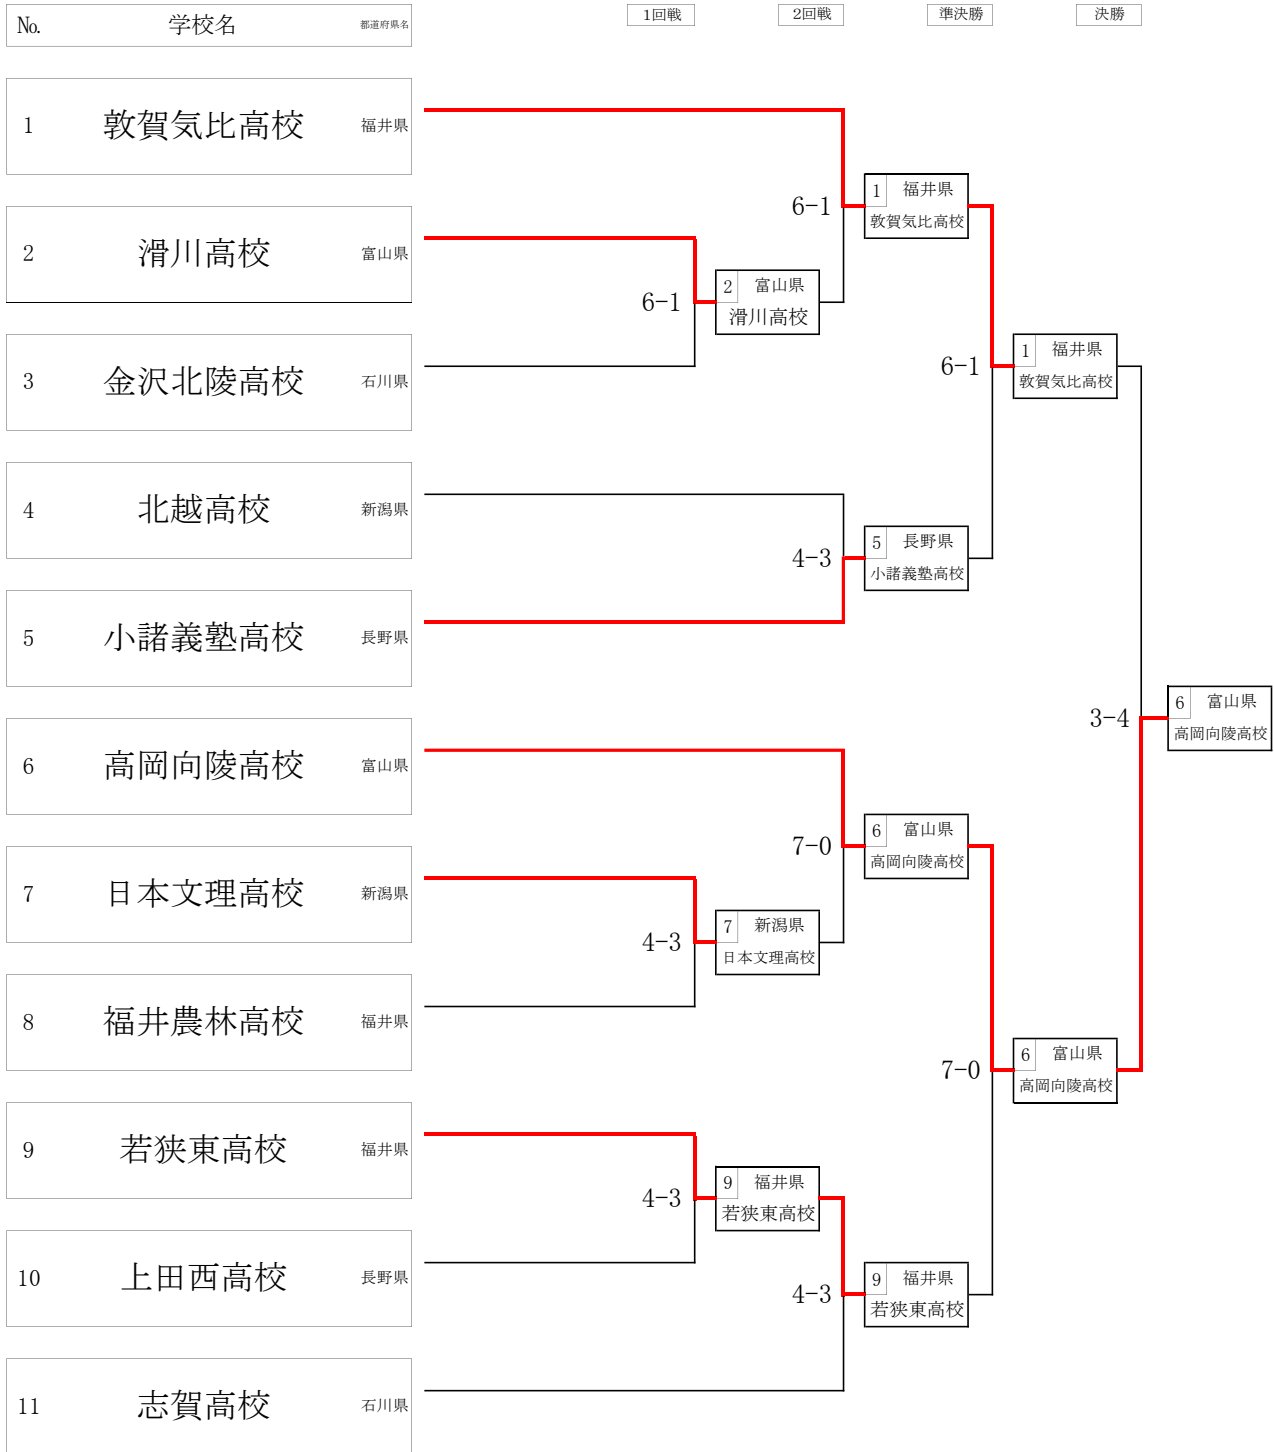 No. 学校名 都道府県名 1回戦 2回戦 準決勝 決勝
1 敦賀気比高校 福井県
6-1
1 福井県
敦賀気比高校
2 滑川高校 富山県
6-1
2 富山県
滑川高校
3 金沢北陵高校 石川県
6-1
1 福井県
敦賀気比高校
4 北越高校 新潟県
4-3
5 長野県
小諸義塾高校
5 小諸義塾高校 長野県
3-4
6 富山県
高岡向陵高校
6 高岡向陵高校 富山県
7-0
6 富山県
高岡向陵高校
7 日本文理高校 新潟県
4-3
7 新潟県
日本文理高校
8 福井農林高校 福井県
7-0
6 富山県
高岡向陵高校
9 若狭東高校 福井県
4-3
9 福井県
若狭東高校
10 上田西高校 長野県
4-3
9 福井県
若狭東高校
11 志賀高校 石川県